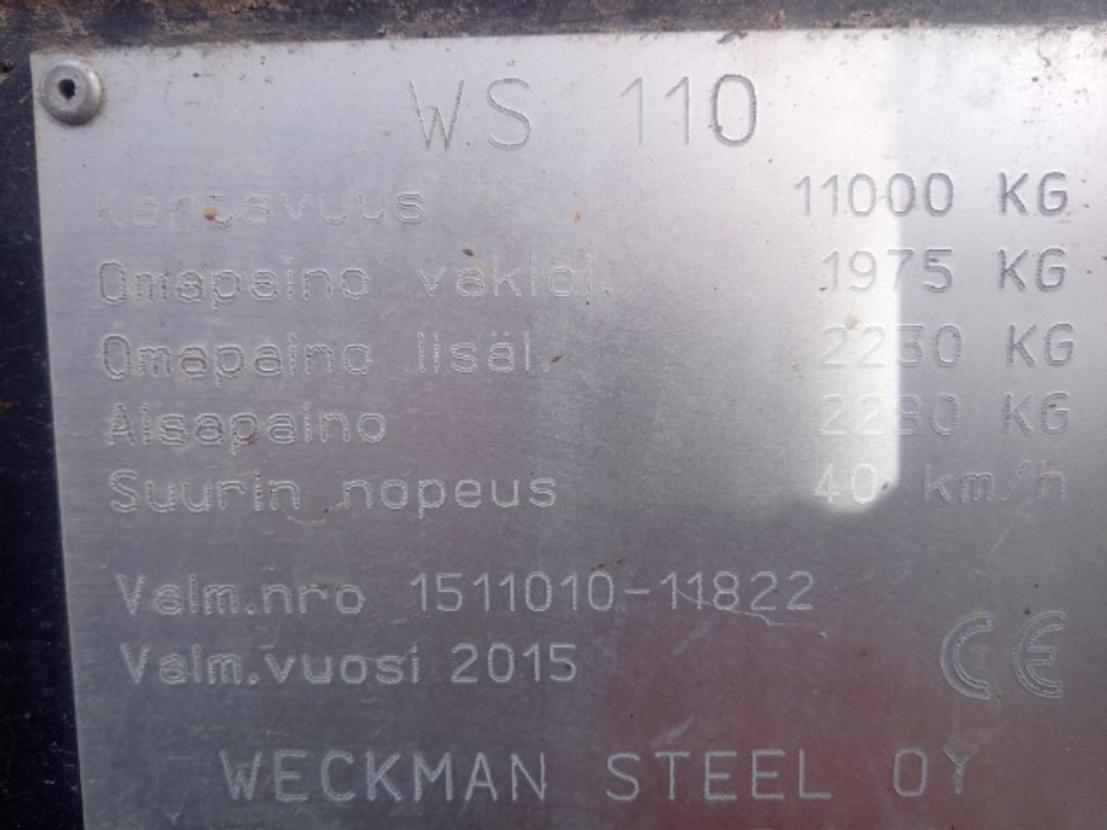 WS 110
Kantavuus 11000 KG
Omapaino vakioi. 1975 KG
Omapaino lisäl. 2230 KG
Aisapaino 2280 KG
Suurin nopeus 40 km/h
Valm.nro 1511010-11822
Valm.vuosi 2015
CE
WECKMAN STEEL OY